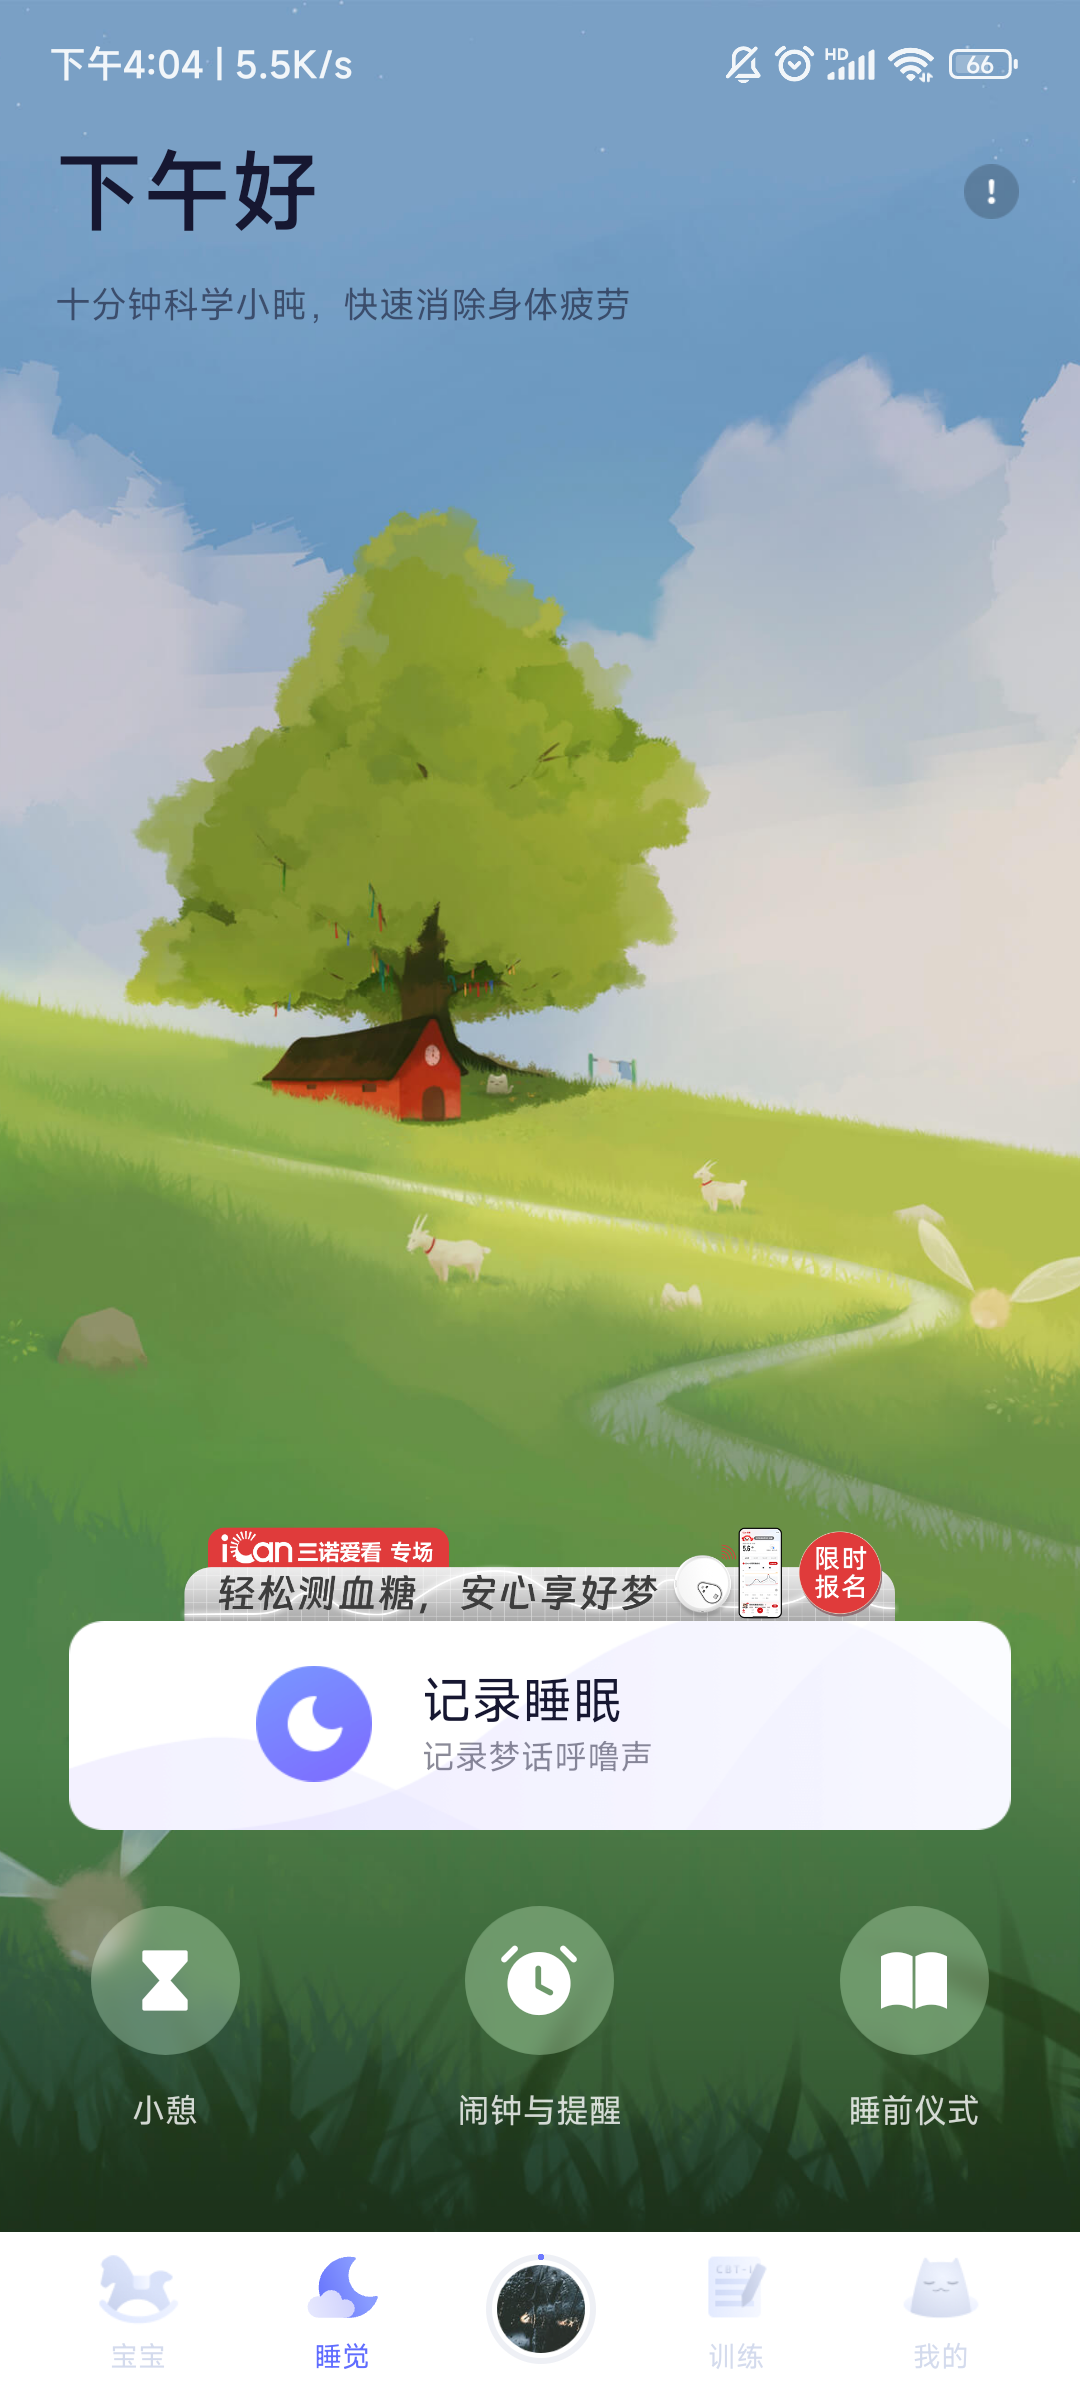 下午4:04 | 5.5K/s
HD
66
下午好
十分钟科学小盹，快速消除身体疲劳
iCan 三诺爱看 专场
轻松测血糖，安心享好梦
限时
报名
记录睡眠
记录梦话呼噜声
小憩
闹钟与提醒
睡前仪式
CBT-I
宝宝
睡觉
训练
我的